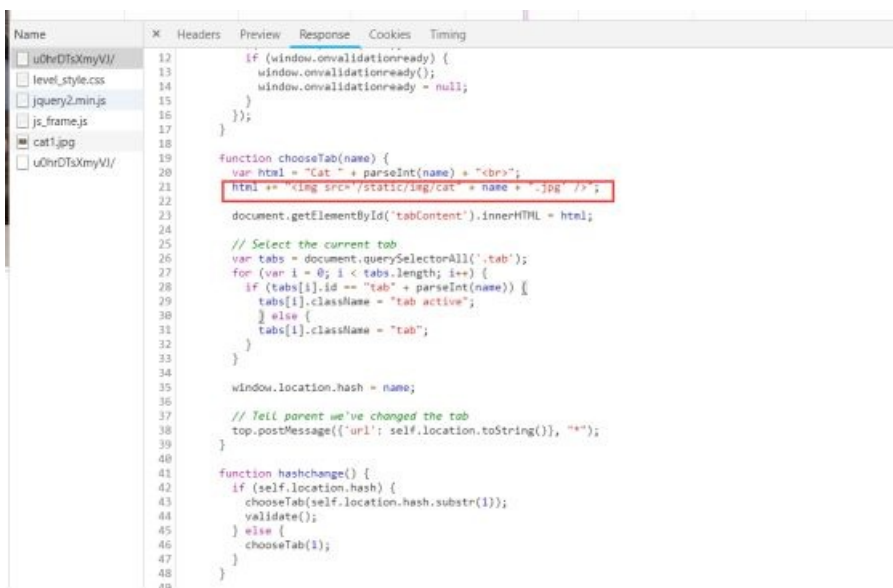 Name
× Headers Preview Response Cookies Timing
u0hrDTsXmyVJ/
level_style.css
jquery2.min.js
js_frame.js
cat1.jpg
u0hrDTsXmyVJ/
12 if (window.onvalidationready) {
13 window.onvalidationready();
14 window.onvalidationready = null;
15 }
16 });
17 }
18
19 function chooseTab(name) {
20 var html = "Cat " + parseInt(name) + "<br>";
21 html += "<img src='/static/img/cat" + name + ".jpg' />";
22
23 document.getElementById('tabContent').innerHTML = html;
24
25 // Select the current tab
26 var tabs = document.querySelectorAll('.tab');
27 for (var i = 0; i < tabs.length; i++) {
28 if (tabs[i].id == "tab" + parseInt(name)) {
29 tabs[i].className = "tab active";
30 } else {
31 tabs[i].className = "tab";
32 }
33 }
34
35 window.location.hash = name;
36
37 // Tell parent we've changed the tab
38 top.postMessage({'url': self.location.toString()}, "*");
39 }
40
41 function hashchange() {
42 if (self.location.hash) {
43 chooseTab(self.location.hash.substr(1));
44 validate();
45 } else {
46 chooseTab(1);
47 }
48 }
49